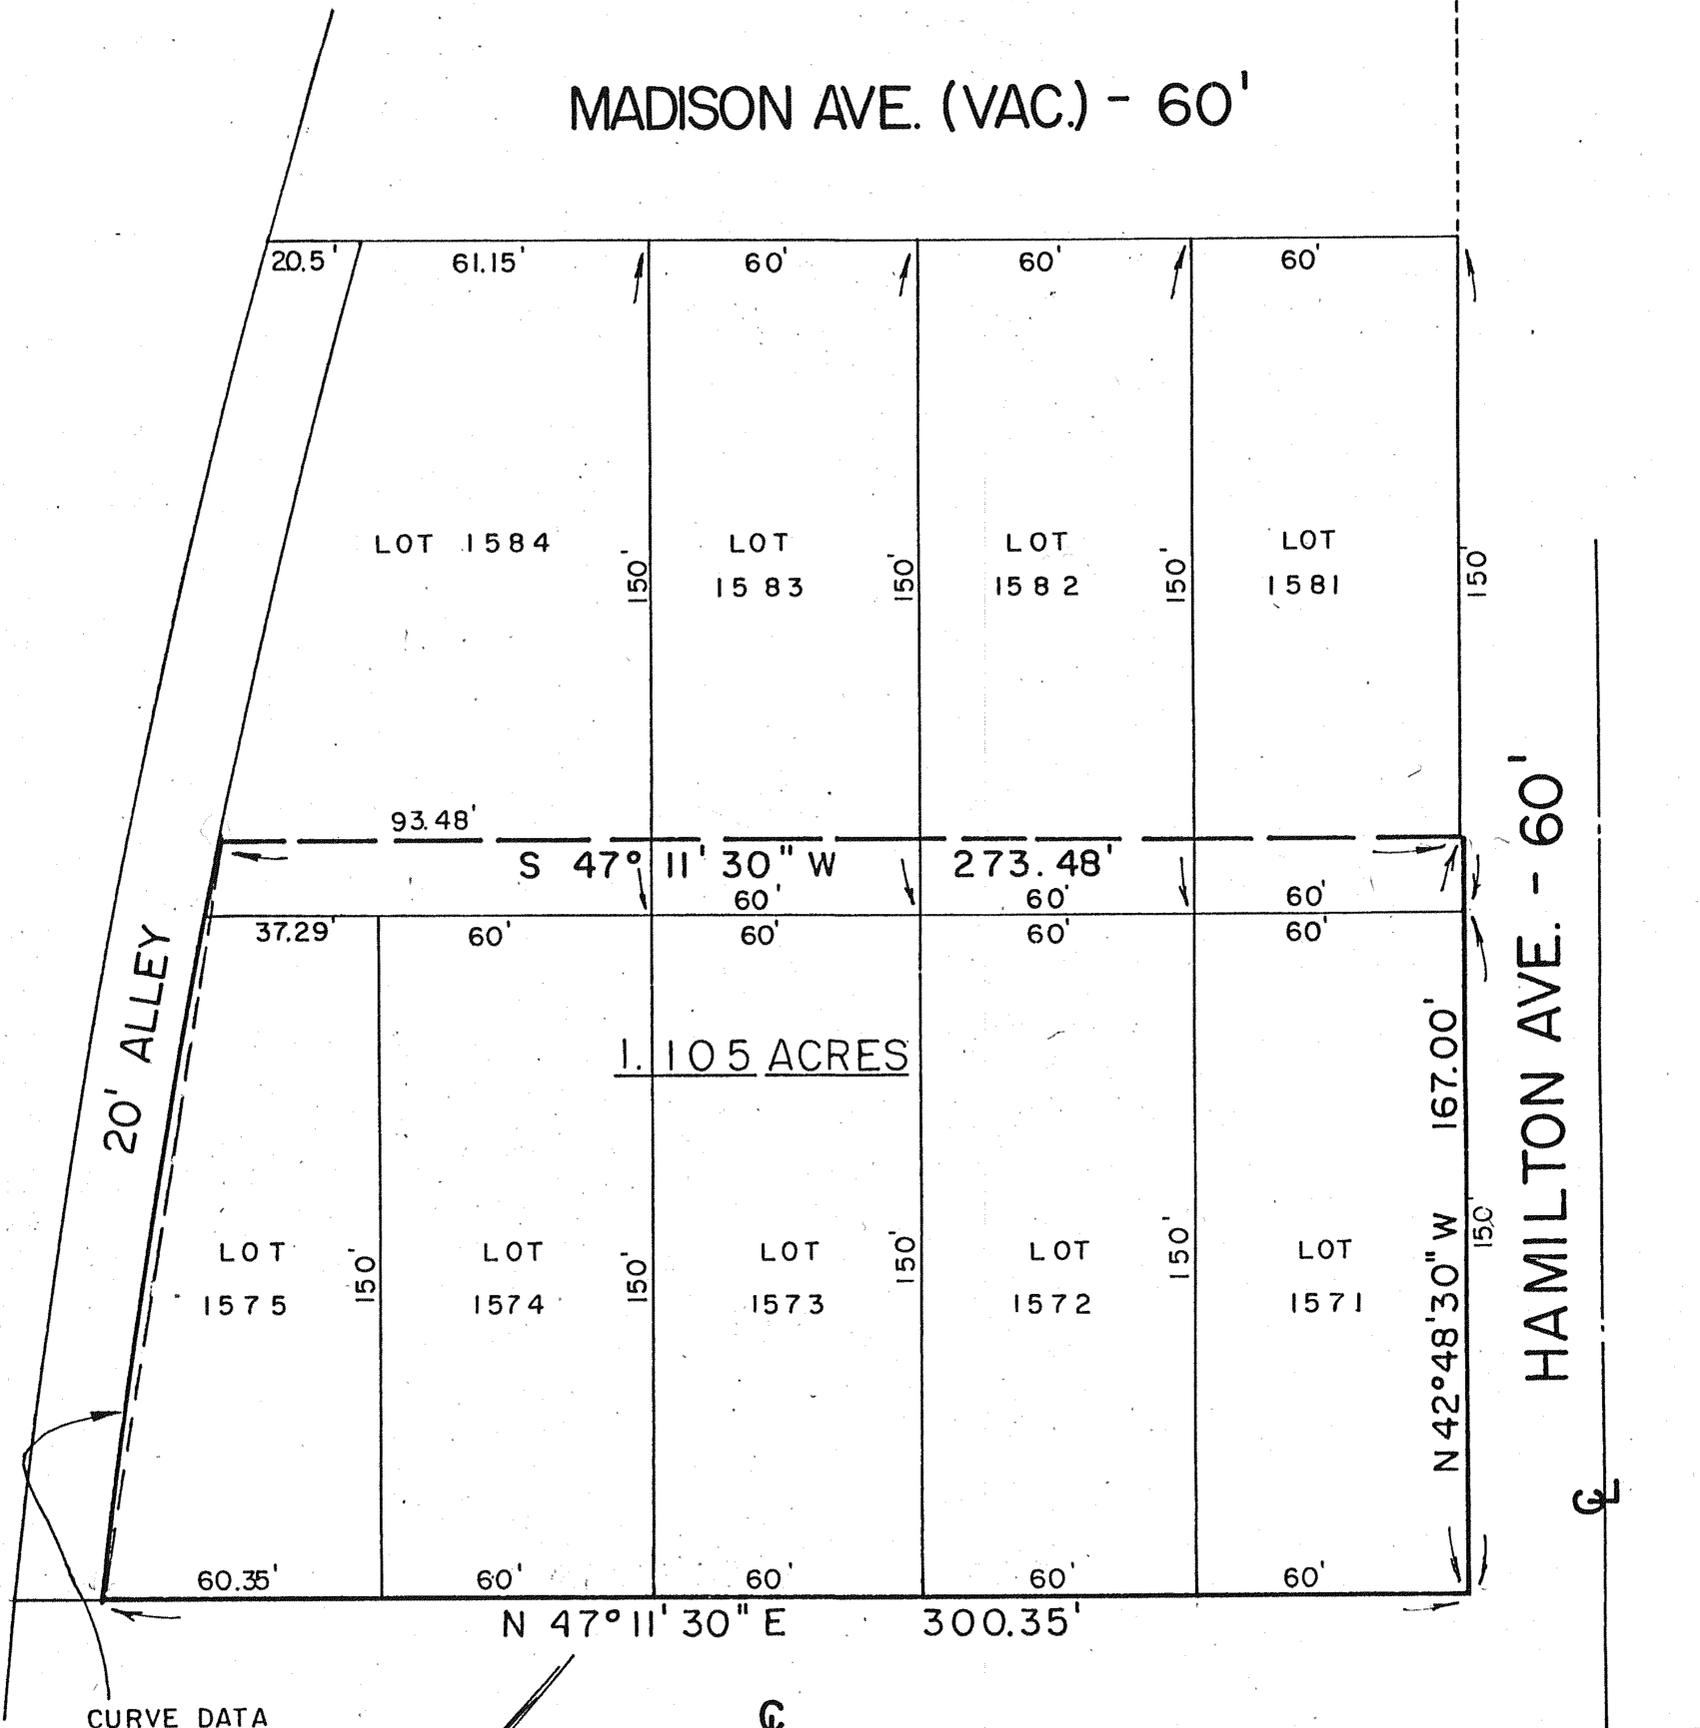 MADISON AVE. (VAC.) - 60'
20.5'
61.15'
60'
60'
60'
LOT 1584
LOT
1583
LOT
1582
LOT
1581
150'
150'
150'
150'
93.48'
S 47° 11' 30" W 273.48'
60'
60'
60'
37.29'
60'
60'
60'
60'
20' ALLEY
1.105 ACRES
HAMILTON AVE. - 60'
N 42°48'30" W 167.00'
LOT
1575
LOT
1574
LOT
1573
LOT
1572
LOT
1571
150'
150'
150'
150'
150'
60.35'
60'
60'
60'
60'
N 47°11'30" E 300.35'
CURVE DATA
℄
℄